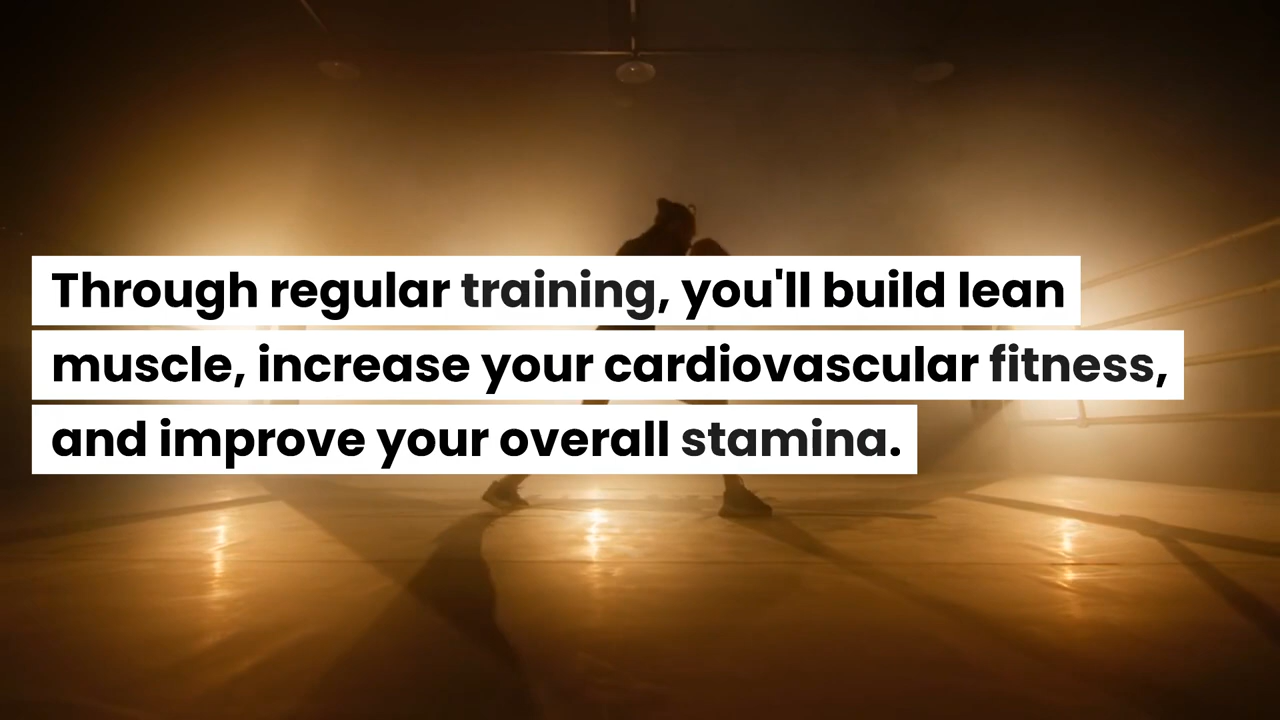 Through regular training, you'll build lean
muscle, increase your cardiovascular fitness,
and improve your overall stamina.